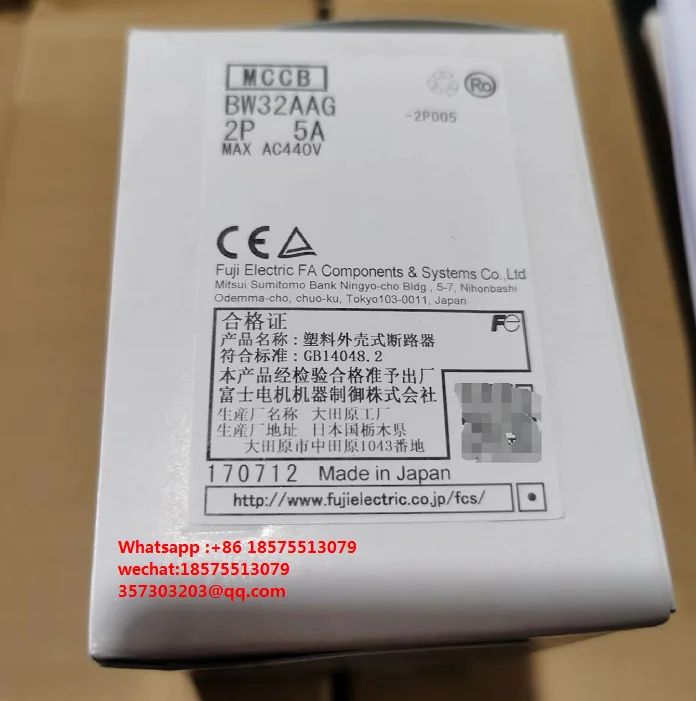 MCCB
BW32AAG
2P 5A
MAX AC440V
Ro
-2P005
CE
Fuji Electric FA Components & Systems Co.,Ltd
Mitsui Sumitomo Bank Ningyo-cho Bldg , 5-7, Nihonbashi
Odemma-cho, chuo-ku, Tokyo103-0011, Japan
合格证
Fe
产品名称：塑料外壳式断路器
符合标准：GB14048.2
本产品经检验合格准予出厂
富士电机机器制御株式会社
生産厂名称 大田原工厂
生産厂地址 日本国栃木県
大田原市中田原1043番地
170712 Made in Japan
http://www.fujielectric.co.jp/fcs/
Whatsapp :+86 18575513079
wechat:18575513079
357303203@qq.com